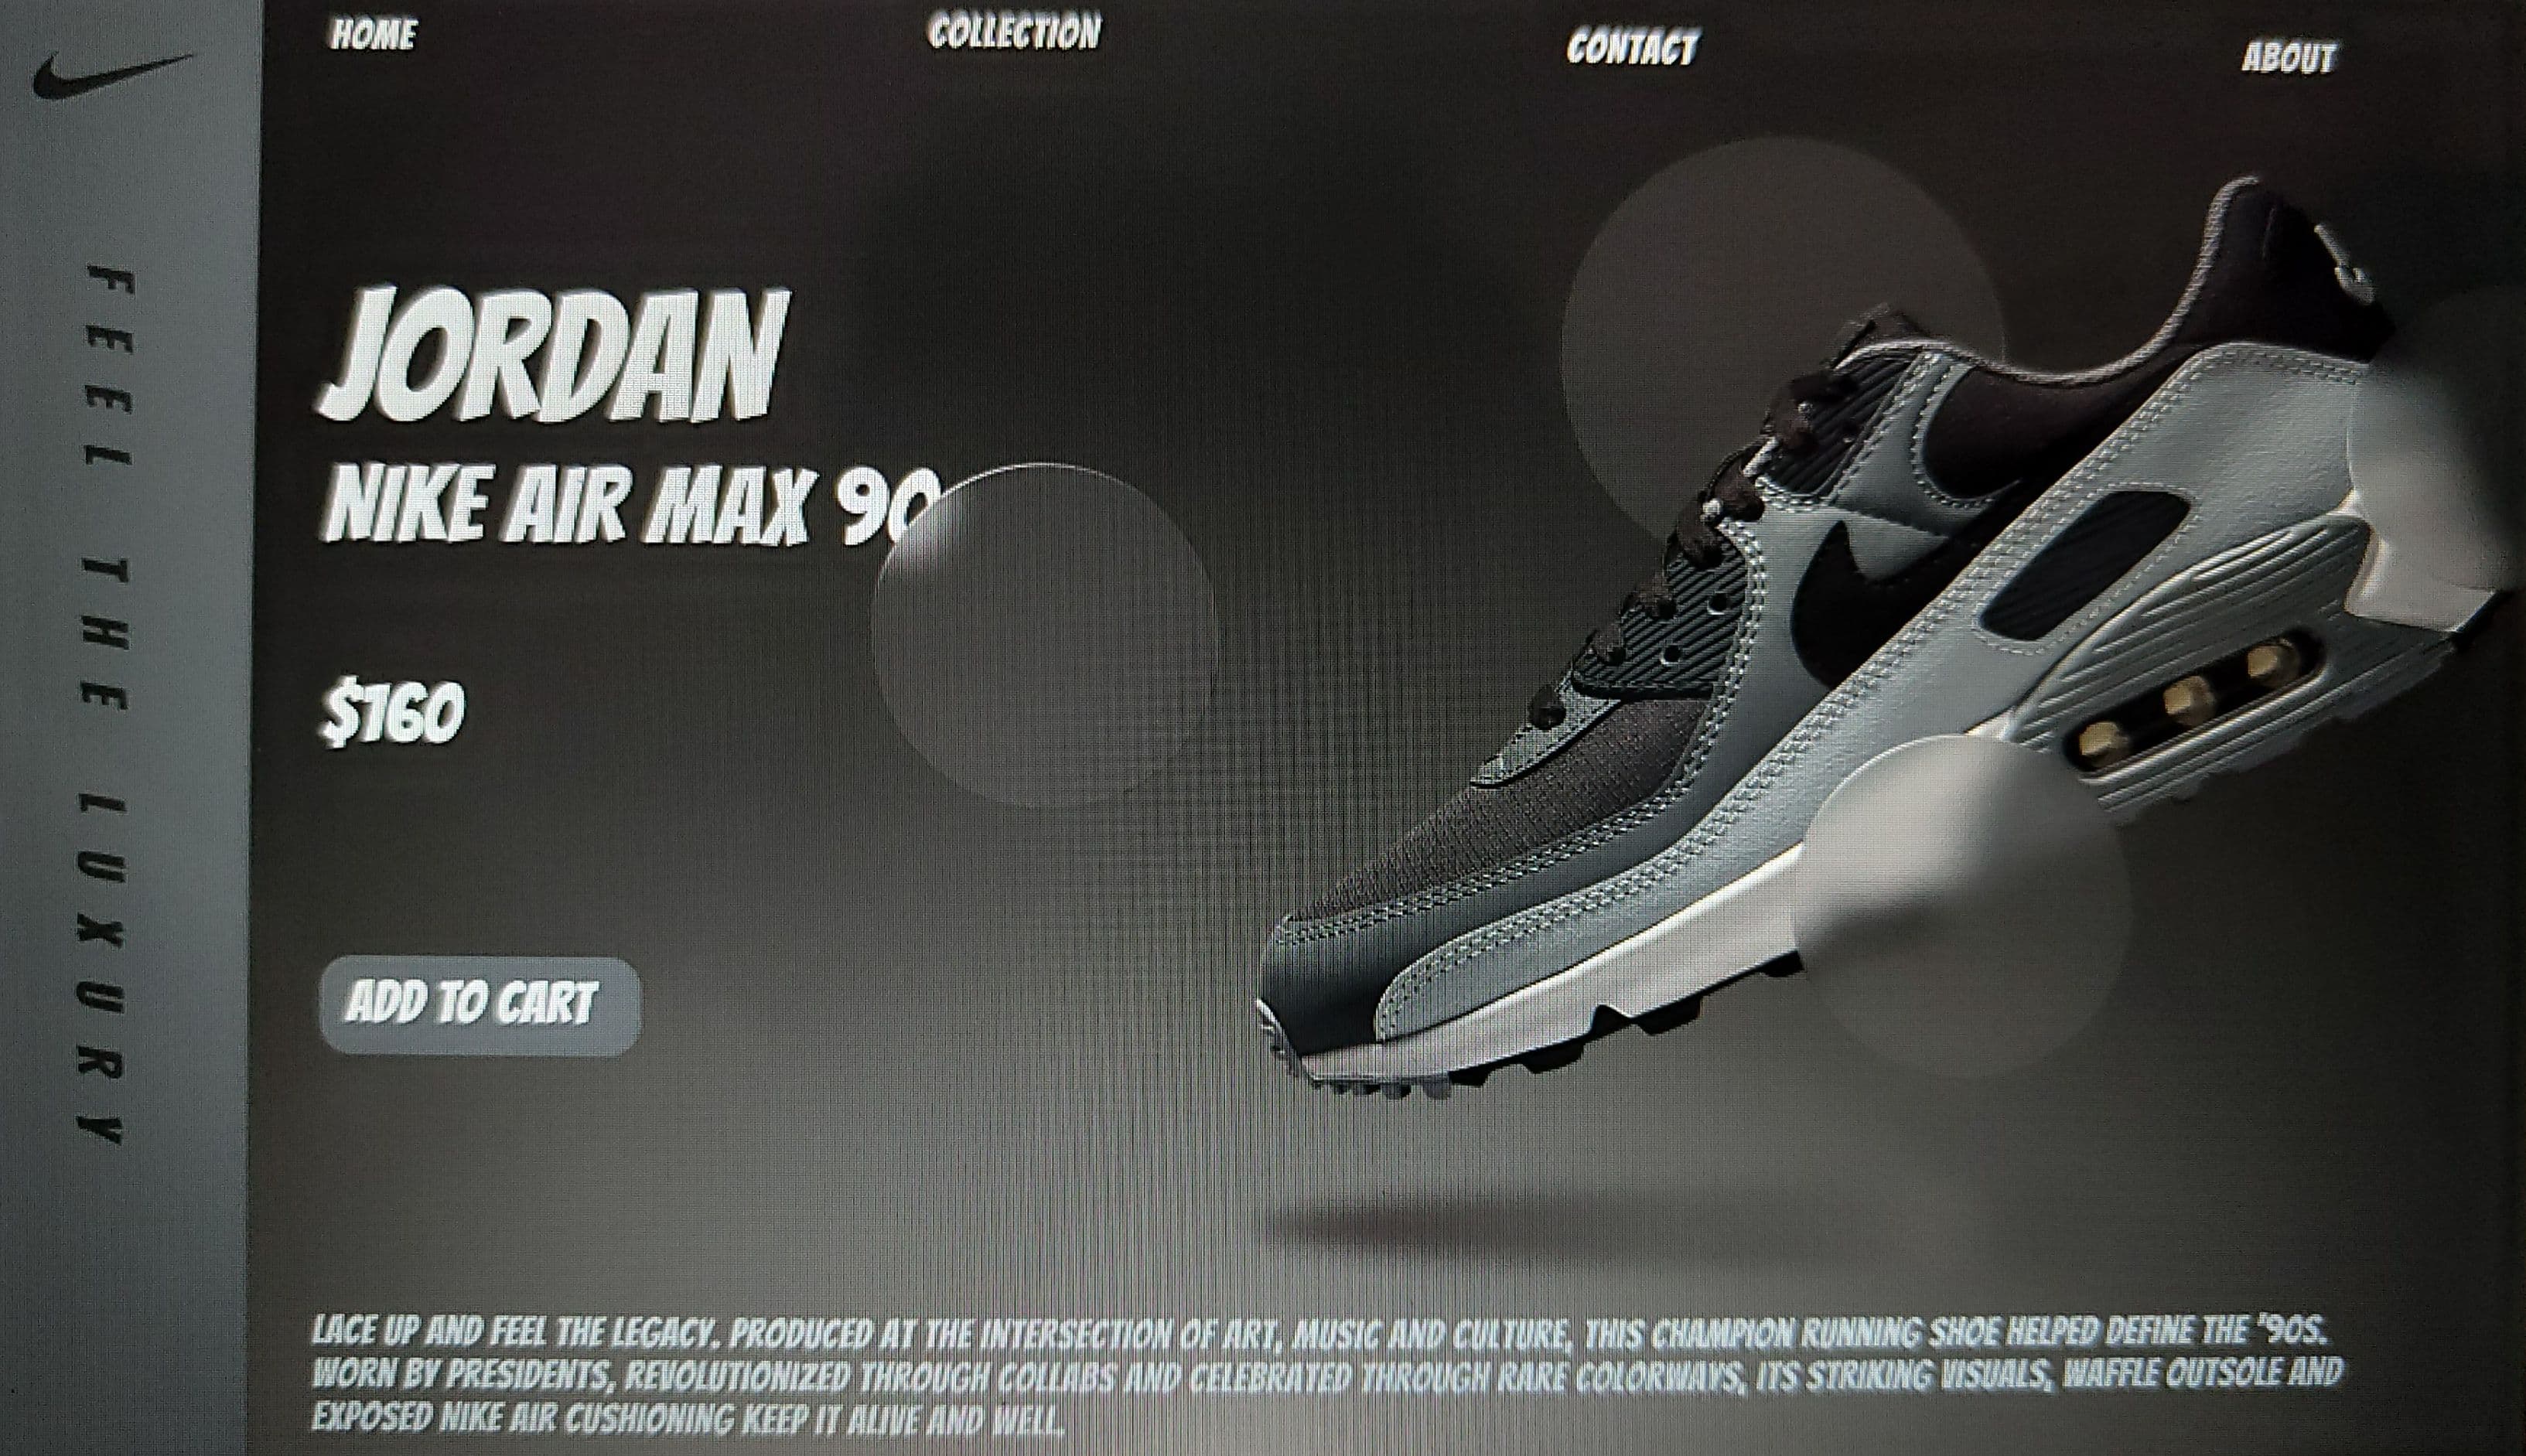 HOME
COLLECTION
CONTACT
ABOUT
FEEL THE LUXURY
JORDAN
NIKE AIR MAX 90
$160
ADD TO CART
LACE UP AND FEEL THE LEGACY. PRODUCED AT THE INTERSECTION OF ART, MUSIC AND CULTURE, THIS CHAMPION RUNNING SHOE HELPED DEFINE THE '90S.
WORN BY PRESIDENTS, REVOLUTIONIZED THROUGH COLLABS AND CELEBRATED THROUGH RARE COLORWAYS, ITS STRIKING VISUALS, WAFFLE OUTSOLE AND
EXPOSED NIKE AIR CUSHIONING KEEP IT ALIVE AND WELL.